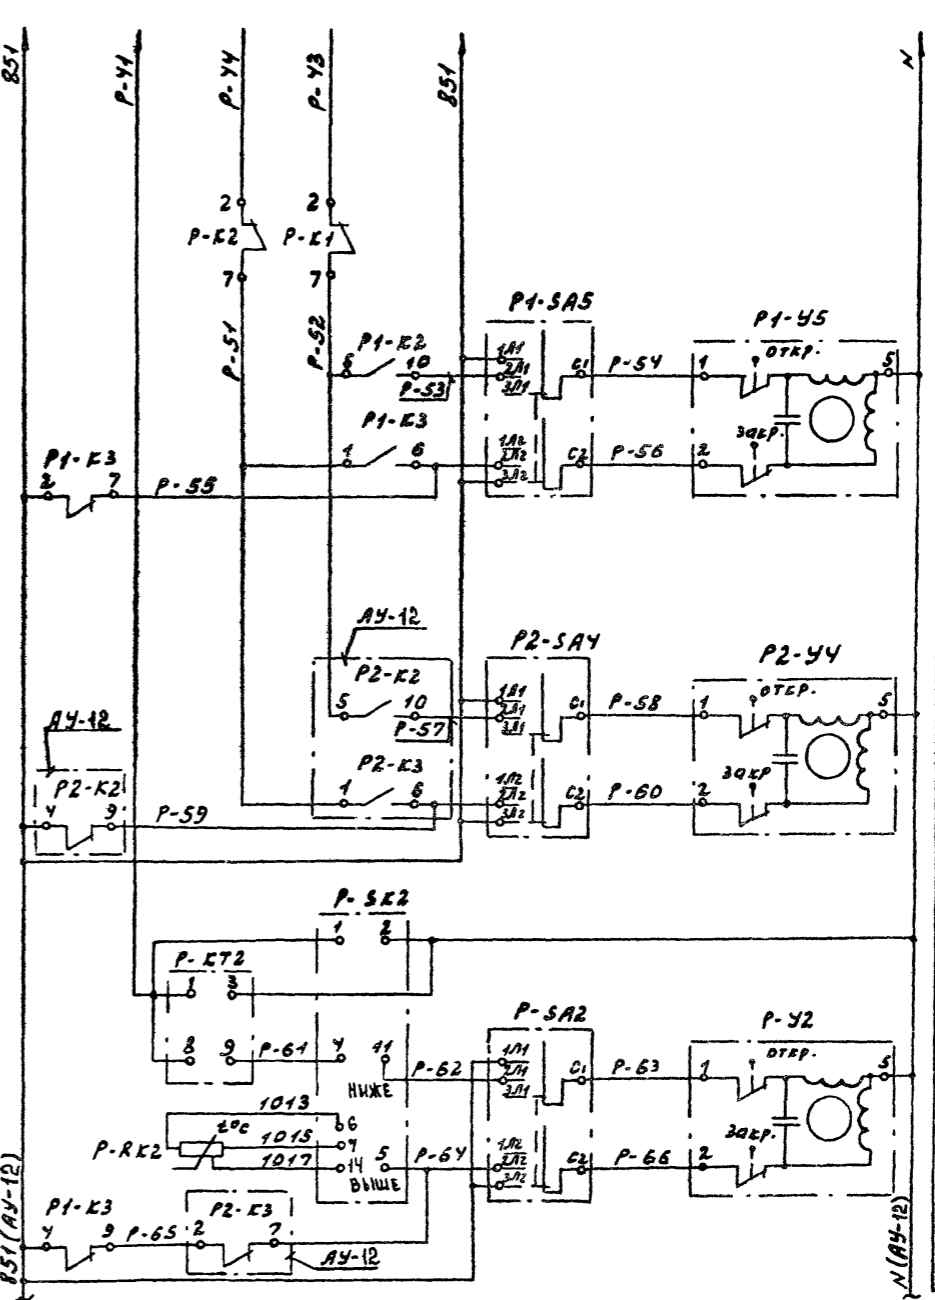 851
Р-У1
Р-У4
Р-У3
851
N
2
2
Р-К2
Р-К1
7
7
Р-51
Р-52
Р1-SA5
Р1-У5
Р1-К2
5
10
Р-53
1Л1
2Л1
3Л1
С1
Р-54
1
ОТКР.
5
Р1-К3
1
6
1Л2
2Л2
3Л2
С2
Р-56
2
ЗАКР.
Р1-К3
2
7
Р-55
АУ-12
Р2-SA4
Р2-У4
Р2-К2
5
10
Р-57
1Л1
2Л1
3Л1
С1
Р-58
1
ОТКР.
5
АУ-12
Р2-К2
4
9
Р-59
Р2-К3
1
6
1Л2
2Л2
3Л2
С2
Р-60
2
ЗАКР
Р-SK2
1
2
Р-КТ2
1
3
8
9
Р-61
4
11
НИЖЕ
Р-62
Р-SA2
1Л1
2Л1
3Л1
С1
Р-63
Р-У2
1
ОТКР.
5
1013
6
t°C
Р-RK2
1015
7
1017
14
5
ВЫШЕ
Р-64
1Л2
2Л2
3Л2
С2
Р-66
2
ЗАКР.
Р1-К3
4
9
Р-65
Р2-К3
2
7
АУ-12
851(АУ-12)
N(АУ-12)